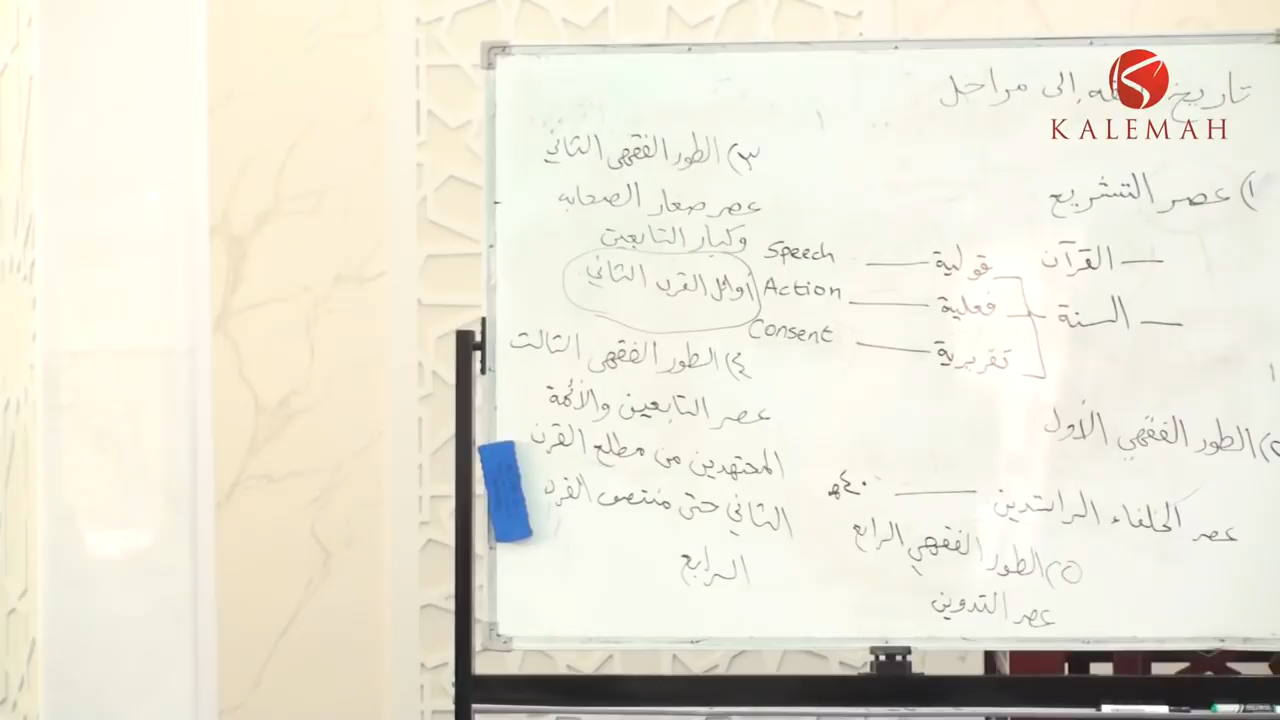 تاريخ الفقه إلى مراحل
KALEMAH
١) عصر التشريع
— القرآن
— السنة
قولية — Speech
فعلية — Action
تقريرية — Consent
٢) الطور الفقهي الأول
عصر الخلفاء الراشدين — ٤٠ھ
٣) الطور الفقهي الثاني
عصر صغار الصحابه
وكبار التابعين
أوائل القرن الثاني
٤) الطور الفقهي الثالث
عصر التابعين والأئمة
المجتهدين من مطلع القرن
الثاني حتى منتصف القرن
الرابع
٥) الطور الفقهي الرابع
عصر التدوين